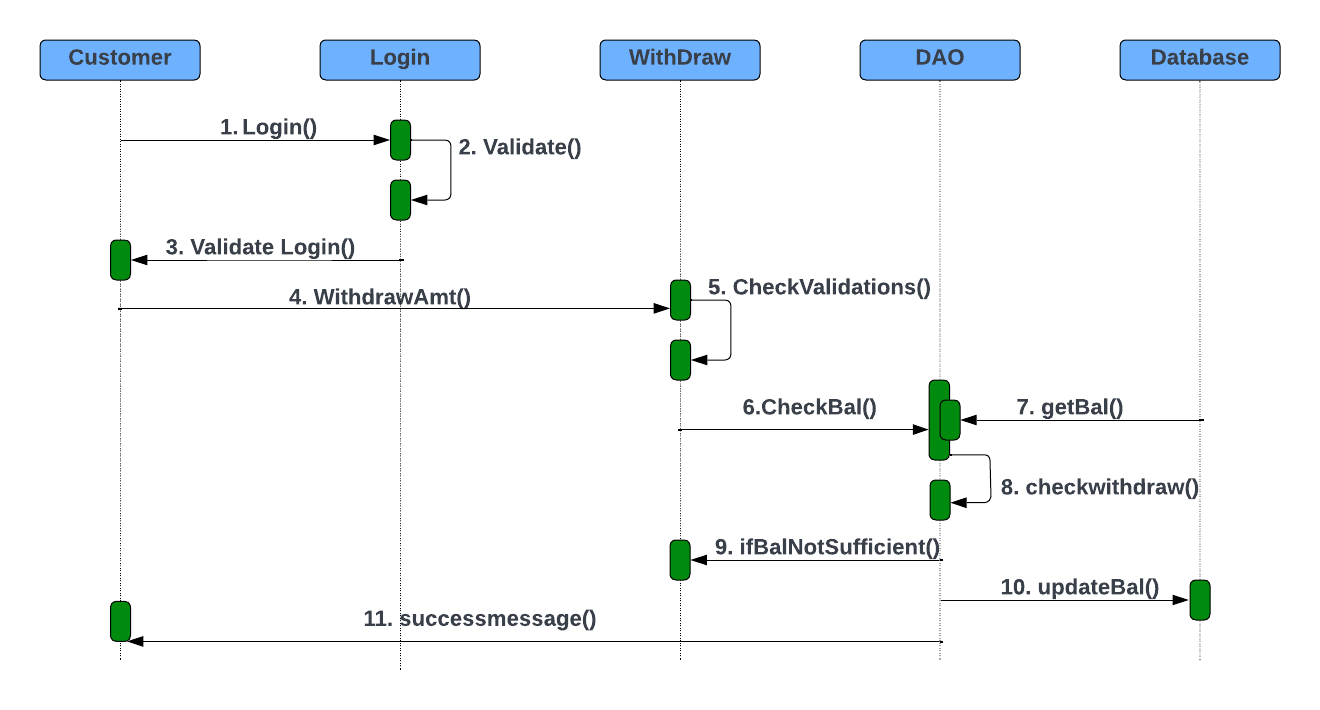 Customer
Login
WithDraw
DAO
Database
1. Login()
2. Validate()
3. Validate Login()
4. WithdrawAmt()
5. CheckValidations()
6.CheckBal()
7. getBal()
8. checkwithdraw()
9. ifBalNotSufficient()
10. updateBal()
11. successmessage()